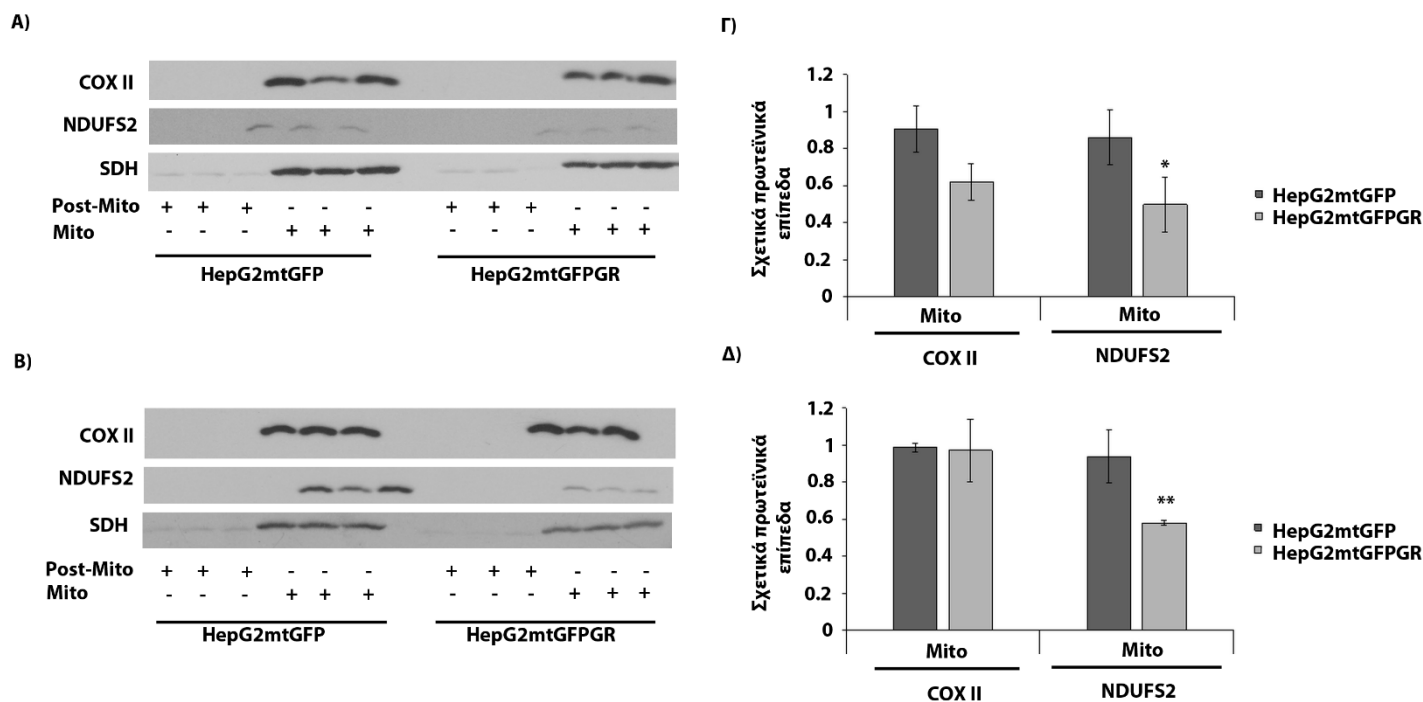 Α)
COX II
NDUFS2
SDH
Post-Mito + + + - - - + + + - - -
Mito - - - + + + - - - + + +
HepG2mtGFP HepG2mtGFPGR
Β)
COX II
NDUFS2
SDH
Post-Mito + + + - - - + + + - - -
Mito - - - + + + - - - + + +
HepG2mtGFP HepG2mtGFPGR
Γ)
Σχετικά πρωτεϊνικά
επίπεδα
1.2
1
0.8
0.6
0.4
0.2
0
*
Mito Mito
COX II NDUFS2
HepG2mtGFP
HepG2mtGFPGR
Δ)
Σχετικά πρωτεϊνικά
επίπεδα
1.2
1
0.8
0.6
0.4
0.2
0
**
Mito Mito
COX II NDUFS2
HepG2mtGFP
HepG2mtGFPGR